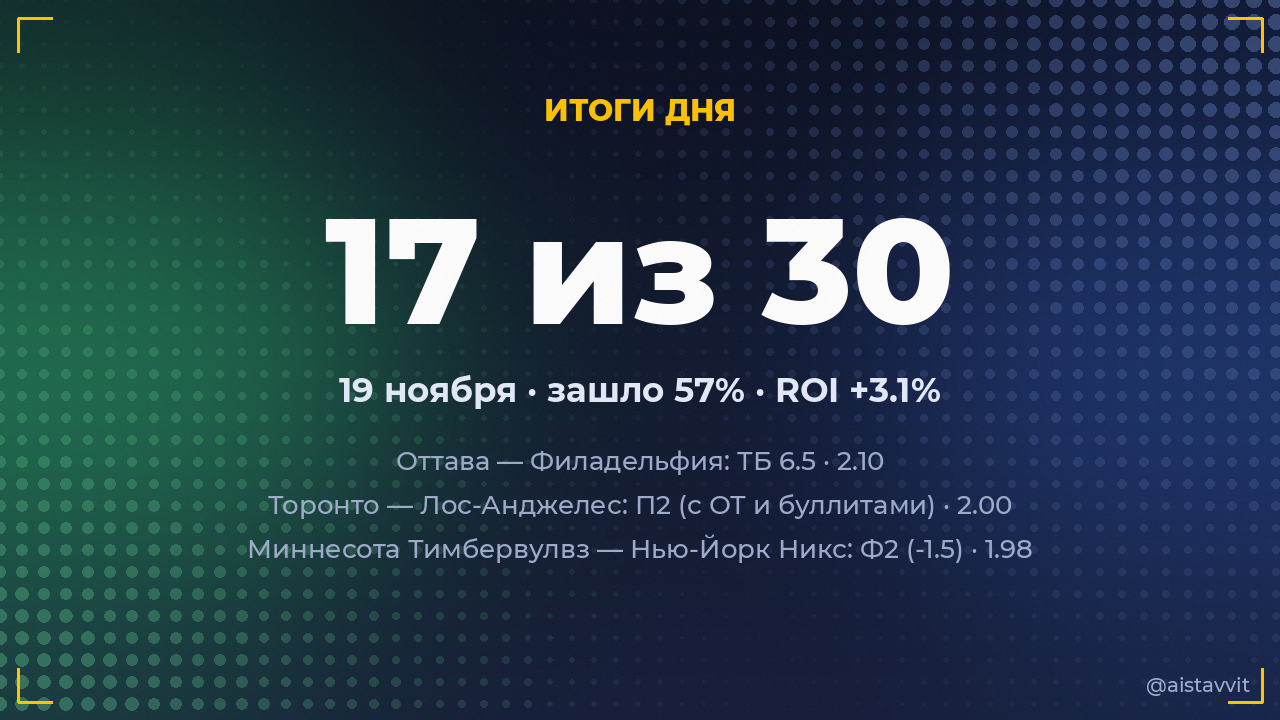 ИТОГИ ДНЯ
17 из 30
19 ноября · зашло 57% · ROI +3.1%
Оттава — Филадельфия: ТБ 6.5 · 2.10
Торонто — Лос-Анджелес: П2 (с ОТ и буллитами) · 2.00
Миннесота Тимбервулвз — Нью-Йорк Никс: Ф2 (-1.5) · 1.98
@aistavvit